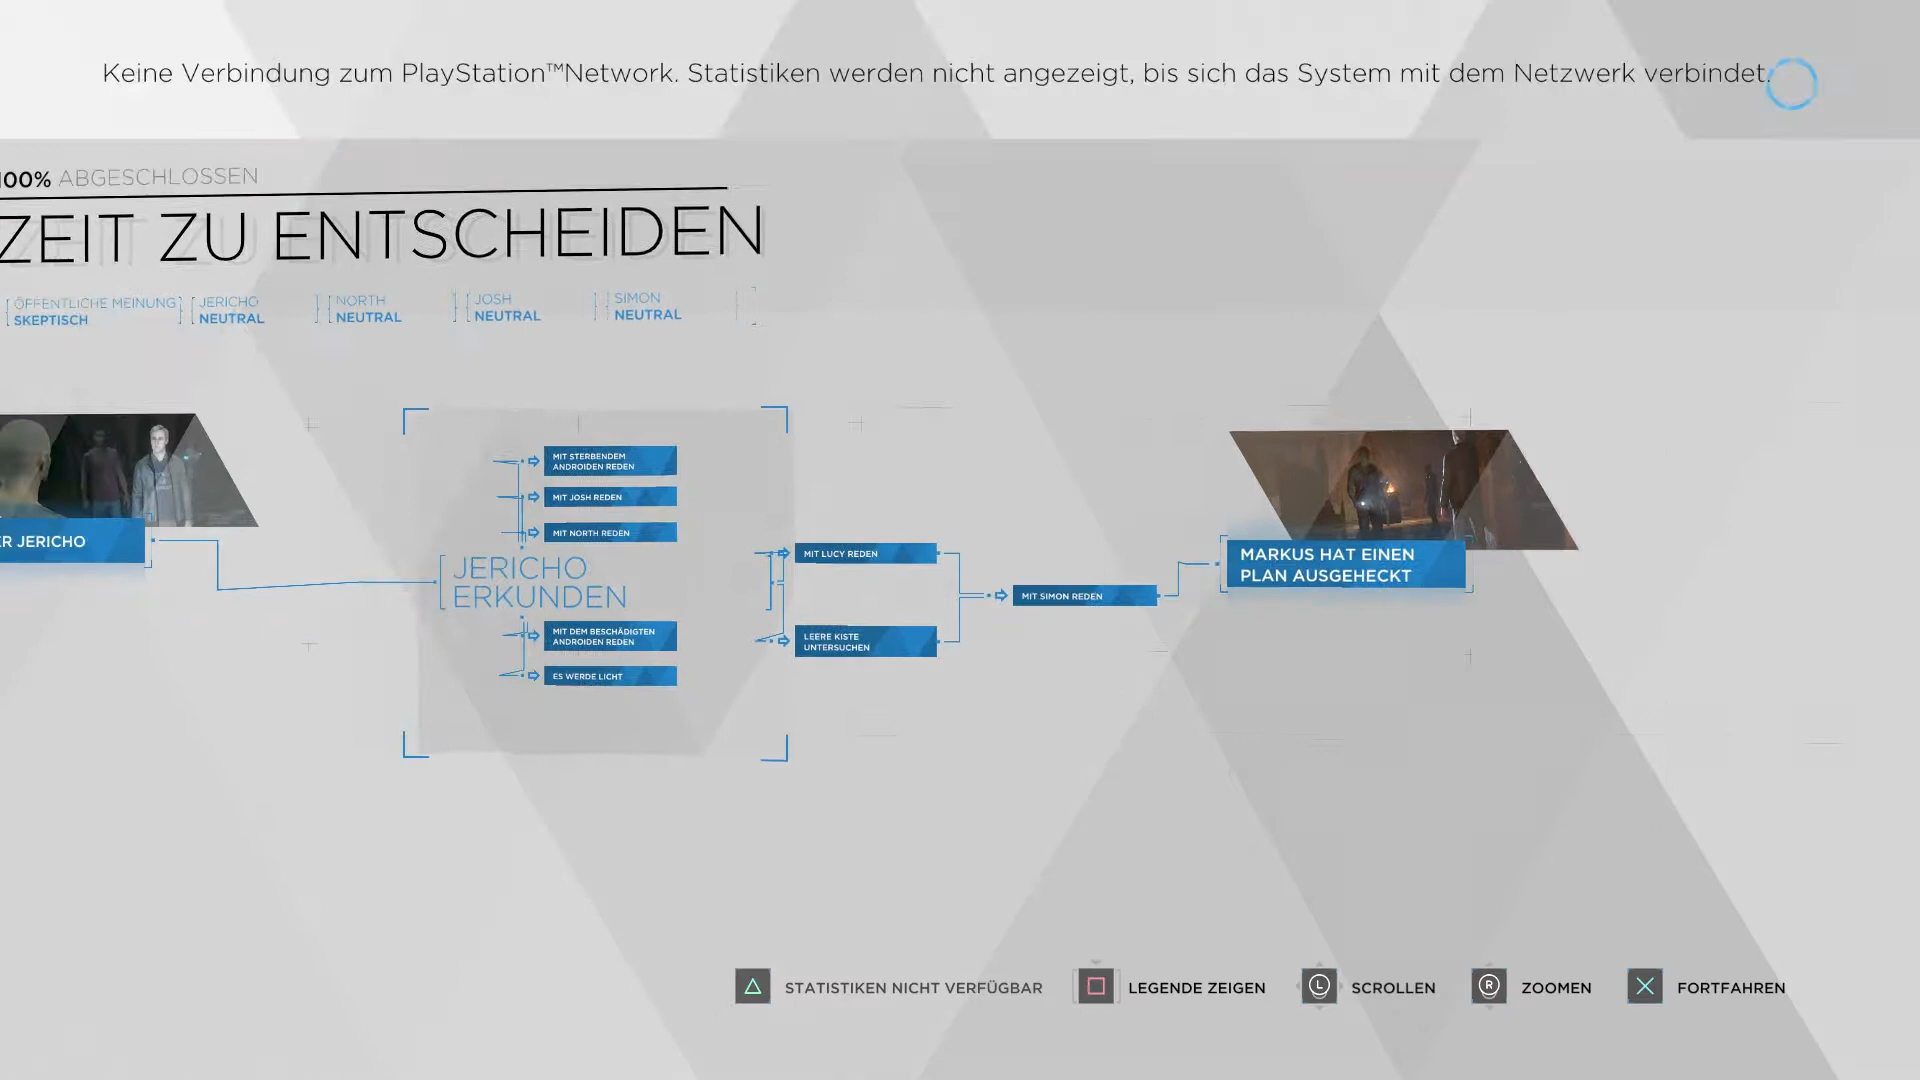 Keine Verbindung zum PlayStation™Network. Statistiken werden nicht angezeigt, bis sich das System mit dem Netzwerk verbindet.
100% ABGESCHLOSSEN
ZEIT ZU ENTSCHEIDEN
ÖFFENTLICHE MEINUNG
SKEPTISCH
JERICHO
NEUTRAL
NORTH
NEUTRAL
JOSH
NEUTRAL
SIMON
NEUTRAL
ER JERICHO
MIT STERBENDEM
ANDROIDEN REDEN
MIT JOSH REDEN
MIT NORTH REDEN
JERICHO
ERKUNDEN
MIT DEM BESCHÄDIGTEN
ANDROIDEN REDEN
ES WERDE LICHT
MIT LUCY REDEN
LEERE KISTE
UNTERSUCHEN
MIT SIMON REDEN
MARKUS HAT EINEN
PLAN AUSGEHECKT
STATISTIKEN NICHT VERFÜGBAR
LEGENDE ZEIGEN
L
SCROLLEN
R
ZOOMEN
FORTFAHREN